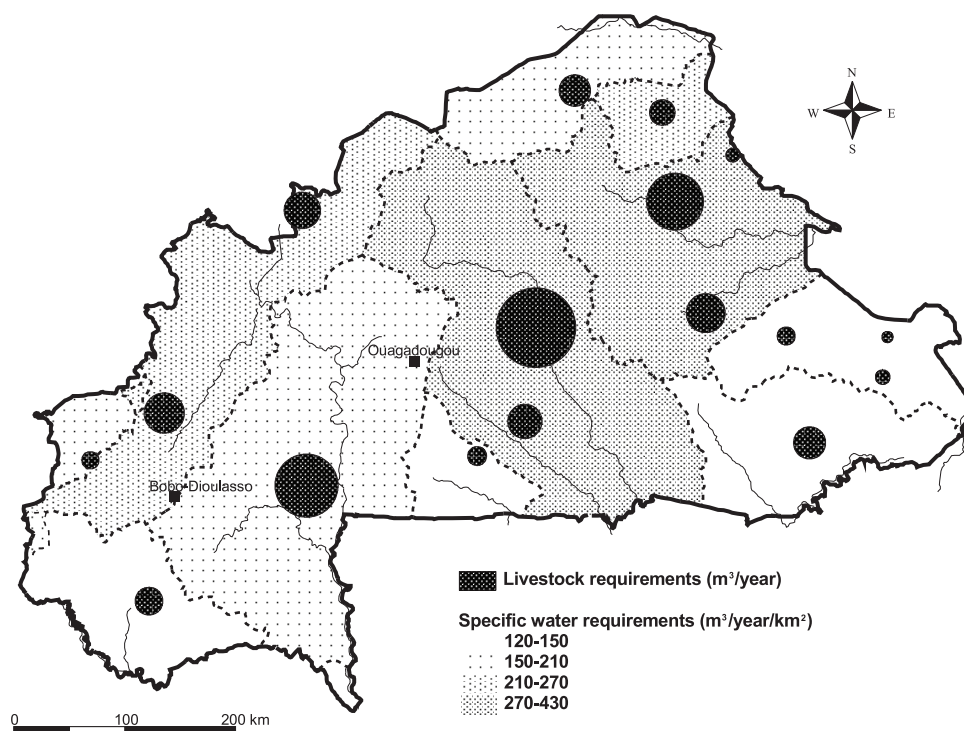 N
W E
S
Ouagadougou
Bobo-Dioulasso
Livestock requirements (m³/year)
Specific water requirements (m³/year/km²)
120-150
150-210
210-270
270-430
0 100 200 km